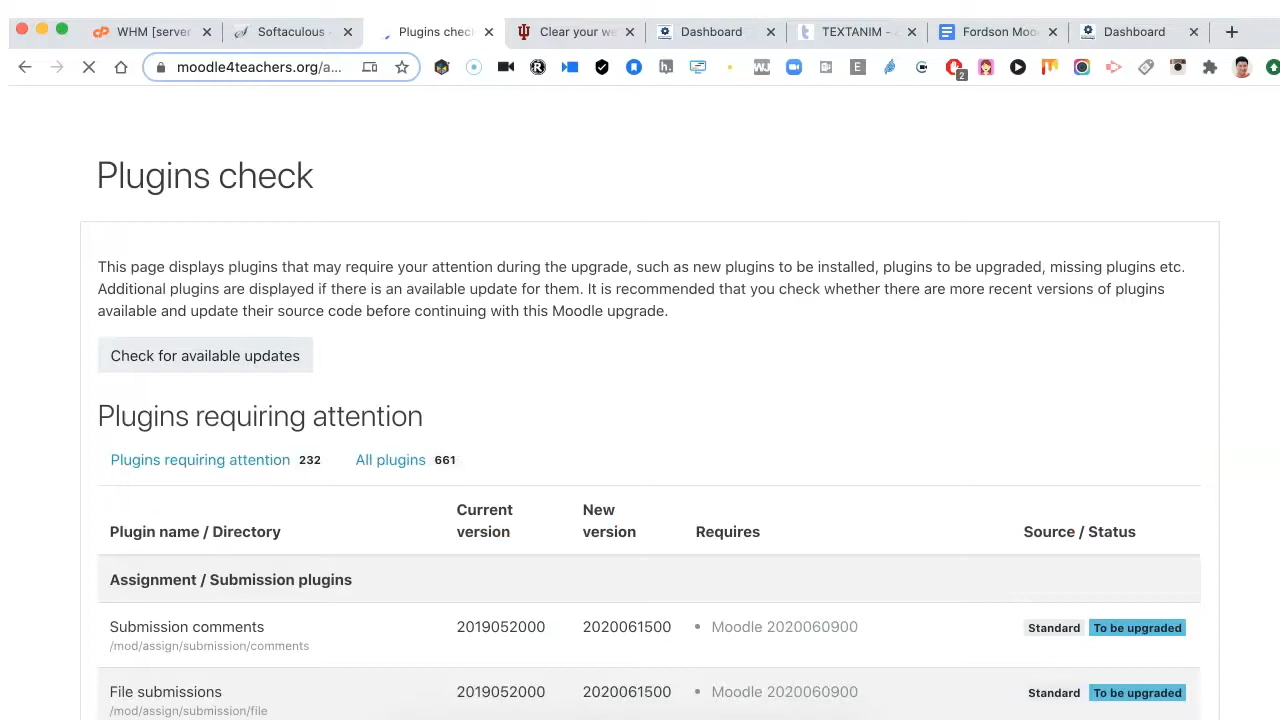 WHM [server
Softaculous -
Plugins chec
Clear your we
Dashboard
TEXTANIM -
Fordson Moo
Dashboard
moodle4teachers.org/a...
2
Plugins check
This page displays plugins that may require your attention during the upgrade, such as new plugins to be installed, plugins to be upgraded, missing plugins etc.
Additional plugins are displayed if there is an available update for them. It is recommended that you check whether there are more recent versions of plugins
available and update their source code before continuing with this Moodle upgrade.
Check for available updates
Plugins requiring attention
Plugins requiring attention 232 All plugins 661
Current New
Plugin name / Directory version version Requires Source / Status
Assignment / Submission plugins
Submission comments 2019052000 2020061500 • Moodle 2020060900 Standard To be upgraded
/mod/assign/submission/comments
File submissions 2019052000 2020061500 • Moodle 2020060900 Standard To be upgraded
/mod/assign/submission/file